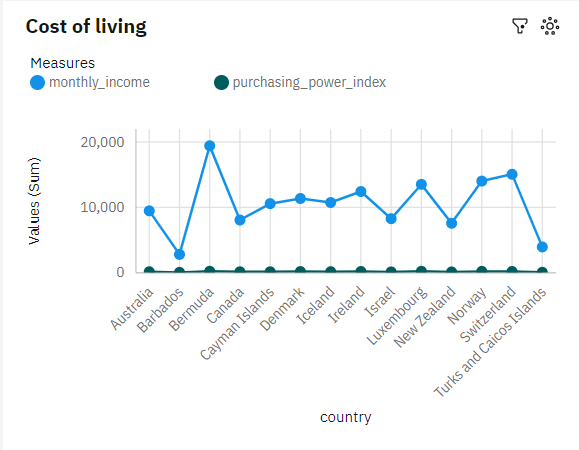 Cost of living
Measures
monthly_income
purchasing_power_index
Values (Sum)
20,000
10,000
0
Australia
Barbados
Bermuda
Canada
Cayman Islands
Denmark
Iceland
Ireland
Israel
Luxembourg
New Zealand
Norway
Switzerland
Turks and Caicos Islands
country